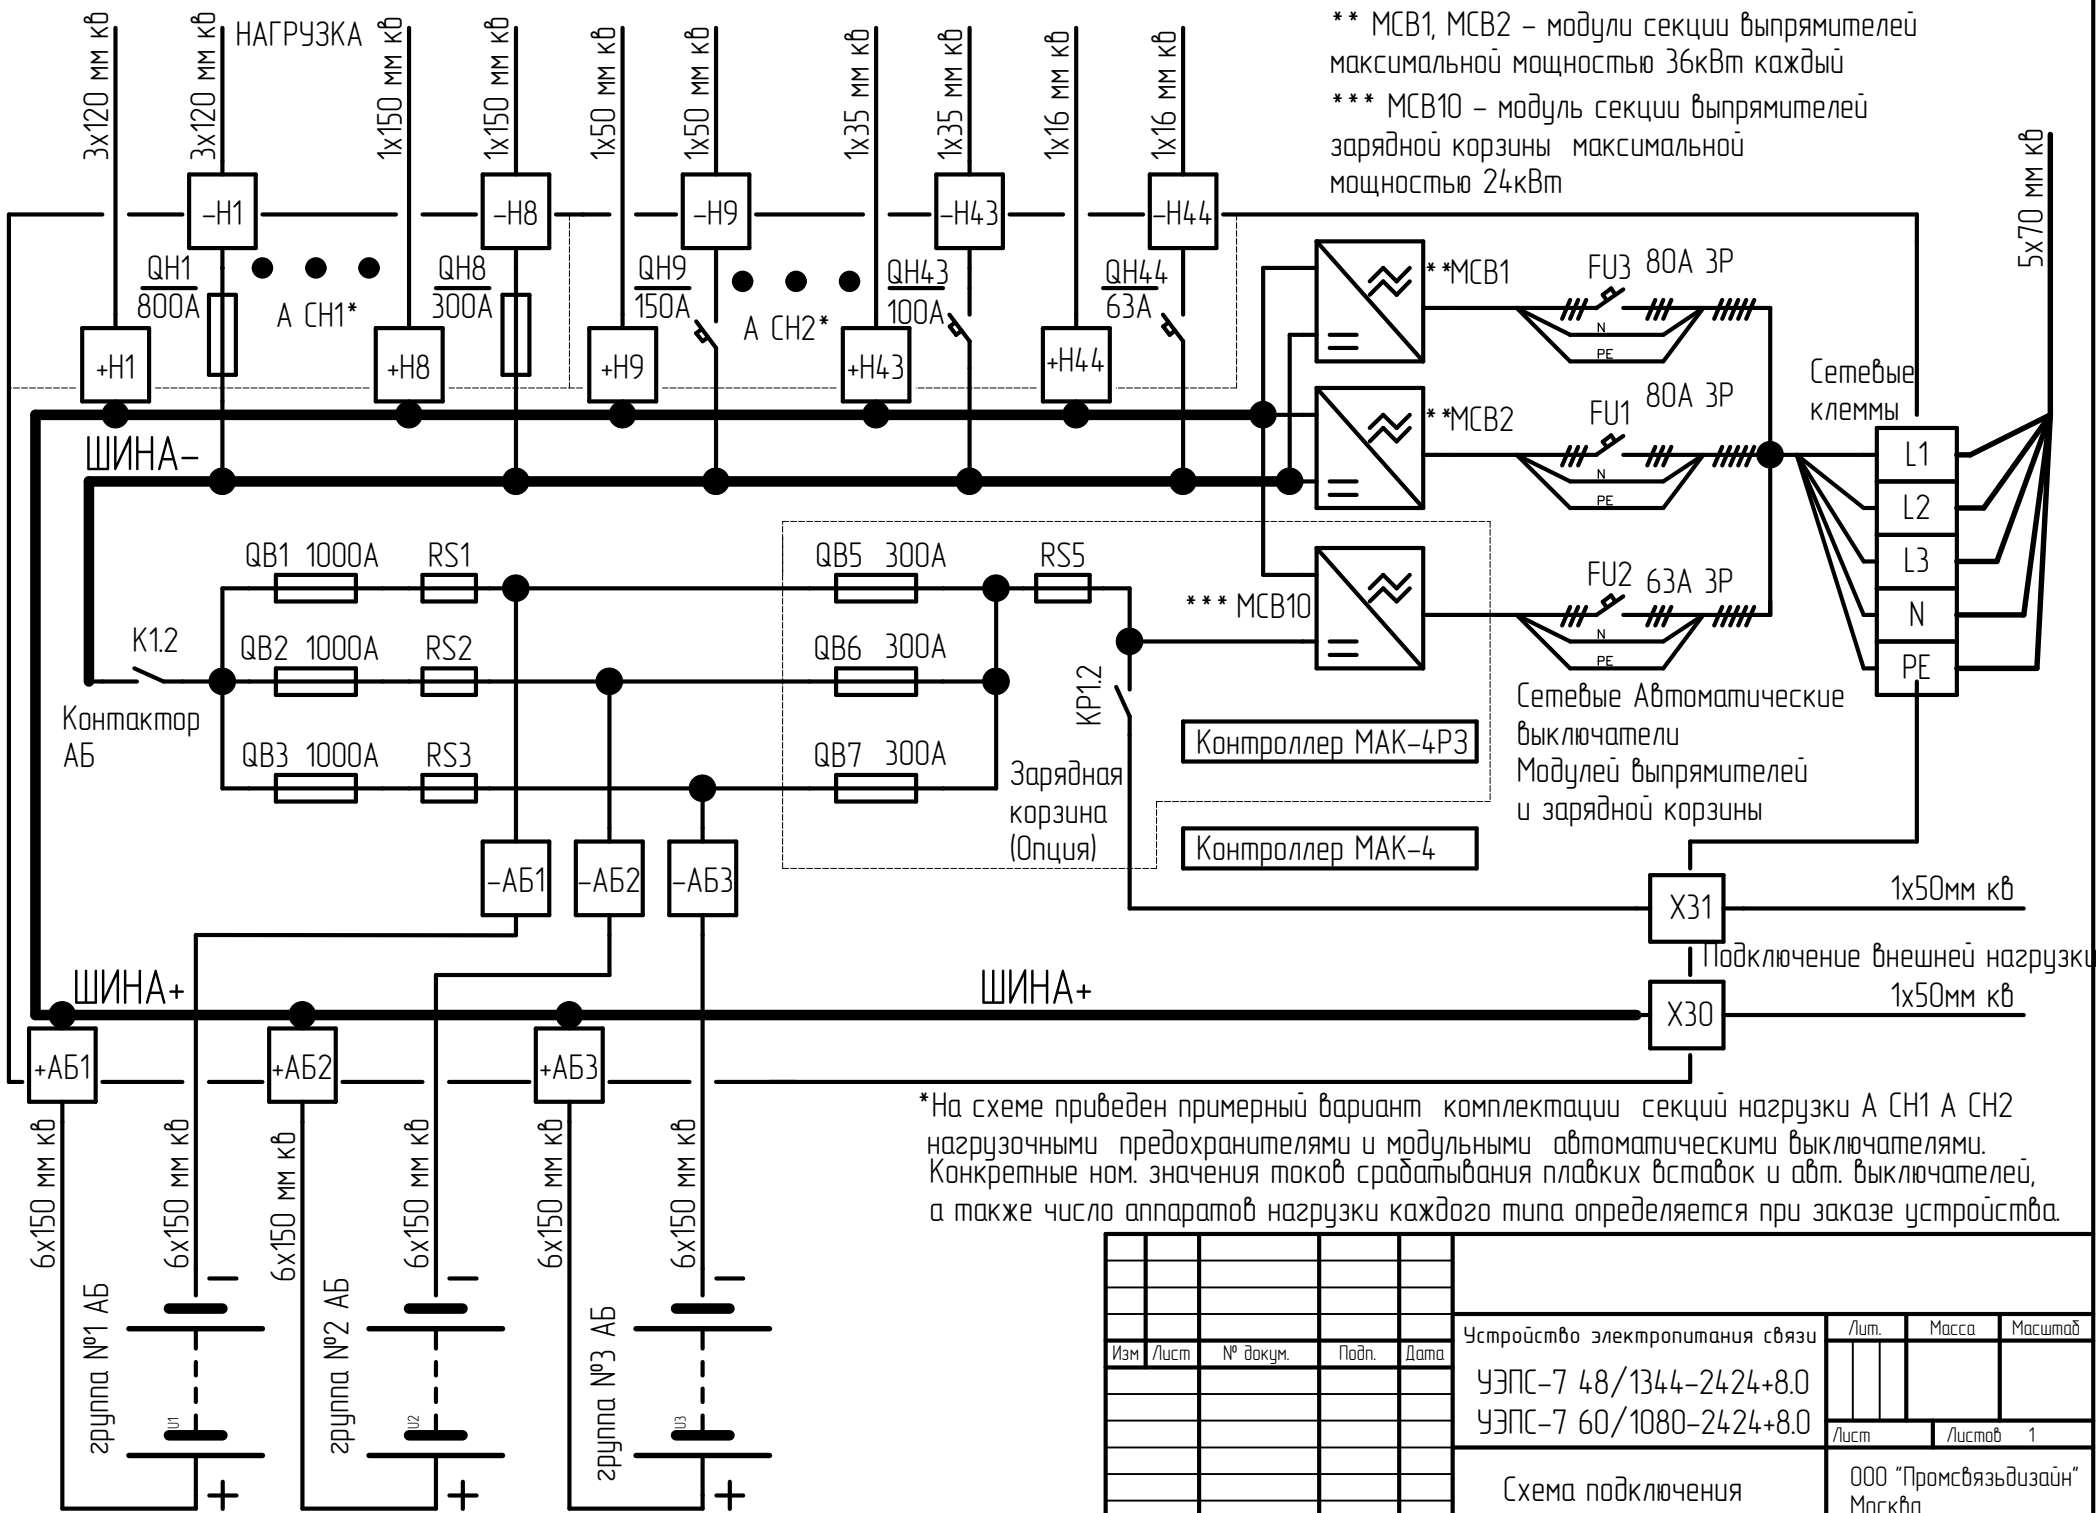 НАГРУЗКА
3х120 мм кв
3х120 мм кв
1х150 мм кв
1х150 мм кв
1х50 мм кв
1х50 мм кв
1х35 мм кв
1х35 мм кв
1х16 мм кв
1х16 мм кв
** МСВ1, МСВ2 – модули секции выпрямителей
максимальной мощностью 36кВт каждый
*** МСВ10 – модуль секции выпрямителей
зарядной корзины максимальной
мощностью 24кВт
5х70 мм кв
–Н1
–Н8
–Н9
–Н43
–Н44
QH1
800А
А СН1*
QH8
300А
QH9
150А
А СН2*
QH43
100А
QH44
63А
+Н1
+Н8
+Н9
+Н43
+Н44
**МСВ1
FU3 80А 3Р
N
PE
**МСВ2
FU1 80А 3Р
N
PE
Сетевые
клеммы
L1
L2
L3
N
PE
ШИНА–
QB1 1000А
RS1
QB5 300А
RS5
*** МСВ10
FU2 63А 3Р
N
PE
К1.2
QB2 1000А
RS2
QB6 300А
КР1.2
Контактор
АБ
QB3 1000А
RS3
QB7 300А
Зарядная
корзина
(Опция)
Контроллер МАК–4РЗ
Контроллер МАК–4
Сетевые Автоматические
выключатели
Модулей выпрямителей
и зарядной корзины
–АБ1
–АБ2
–АБ3
Х31
1х50мм кв
Подключение внешней нагрузки
Х30
1х50мм кв
ШИНА+
ШИНА+
+АБ1
+АБ2
+АБ3
6х150 мм кв
6х150 мм кв
6х150 мм кв
6х150 мм кв
6х150 мм кв
6х150 мм кв
*На схеме приведен примерный вариант комплектации секций нагрузки А СН1 А СН2
нагрузочными предохранителями и модульными автоматическими выключателями.
Конкретные ном. значения токов срабатывания плавких вставок и авт. выключателей,
а также число аппаратов нагрузки каждого типа определяется при заказе устройства.
группа №1 АБ
–
U1
+
группа №2 АБ
–
U2
+
группа №3 АБ
–
U3
+
Изм Лист № докум. Подп. Дата
Устройство электропитания связи
УЭПС–7 48/1344–2424+8.0
УЭПС–7 60/1080–2424+8.0
Лит. Масса Масштаб
Лист Листов 1
Схема подключения
ООО "Промсвязьдизайн"
Москва